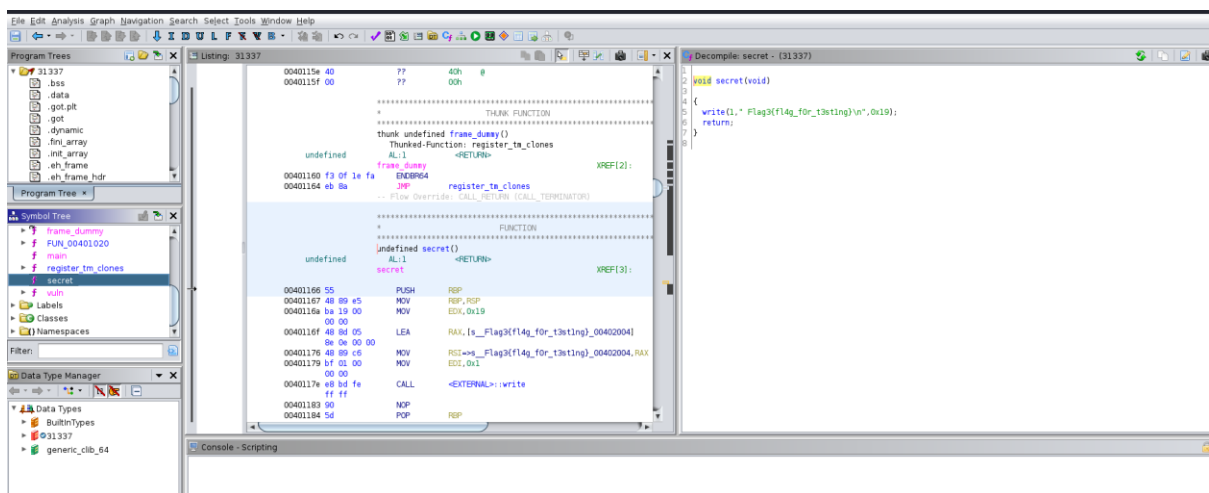 File Edit Analysis Graph Navigation Search Select Tools Window Help
I D U L F B
Program Trees
31337
.bss
.data
.got.plt
.got
.dynamic
.fini_array
.init_array
.eh_frame
.eh_frame_hdr
Program Tree ×
Symbol Tree
f frame_dummy
f FUN_00401020
f main
f register_tm_clones
f secret
f vuln
Labels
Classes
Namespaces
Filter:
Data Type Manager
Data Types
BuiltInTypes
31337
generic_clib_64
Listing: 31337
0040115e 40 ?? 40h @
0040115f 00 ?? 00h
* THUNK FUNCTION
thunk undefined frame_dummy()
Thunked-Function: register_tm_clones
undefined AL:1 <RETURN>
frame_dummy XREF[2]:
00401160 f3 0f 1e fa ENDBR64
00401164 eb 8a JMP register_tm_clones
-- Flow Override: CALL_RETURN (CALL_TERMINATOR)
* FUNCTION
undefined secret()
undefined AL:1 <RETURN>
secret XREF[3]:
00401166 55 PUSH RBP
00401167 48 89 e5 MOV RBP,RSP
0040116a ba 19 00 MOV EDX,0x19
00 00
0040116f 48 8d 05 LEA RAX,[s__Flag3{fl4g_f0r_t3st1ng}_00402004]
8e 0e 00 00
00401176 48 89 c6 MOV RSI=>s__Flag3{fl4g_f0r_t3st1ng}_00402004,RAX
00401179 bf 01 00 MOV EDI,0x1
00 00
0040117e e8 bd fe CALL <EXTERNAL>::write
ff ff
00401183 90 NOP
00401184 5d POP RBP
Decompile: secret - (31337)
1
2 void secret(void)
3
4 {
5 write(1," Flag3{fl4g_f0r_t3st1ng}\n",0x19);
6 return;
7 }
8
Console - Scripting